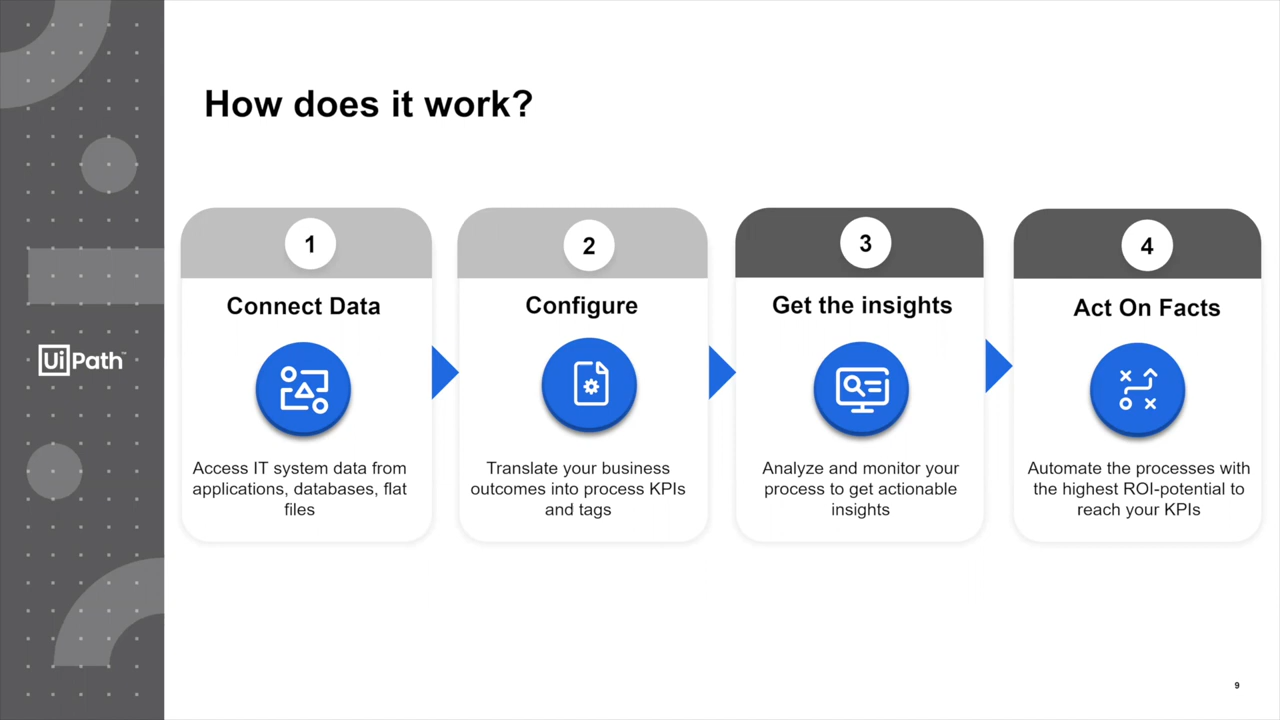 How does it work?
1
Connect Data
Access IT system data from
applications, databases, flat
files
2
Configure
Translate your business
outcomes into process KPIs
and tags
3
Get the insights
Analyze and monitor your
process to get actionable
insights
4
Act On Facts
Automate the processes with
the highest ROI-potential to
reach your KPIs
UiPath™
9